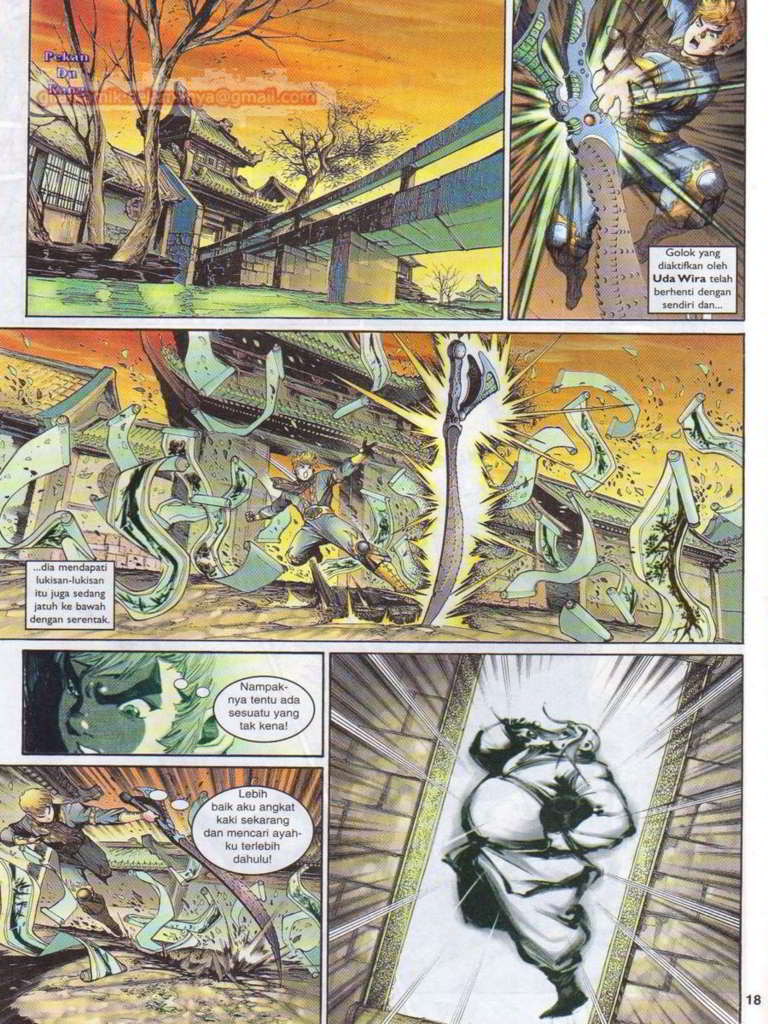 Pekan
Golok yang
diaktifkan oleh
Uda Wira telah
berhenti dengan
sendiri dan...
...dia mendapati
lukisan-lukisan
itu juga sedang
jatuh ke bawah
dengan serentak.
Nampak-
nya tentu ada
sesuatu yang
tak kena!
Lebih
baik aku angkat
kaki sekarang
dan mencari ayah-
ku terlebih
dahulu!
18